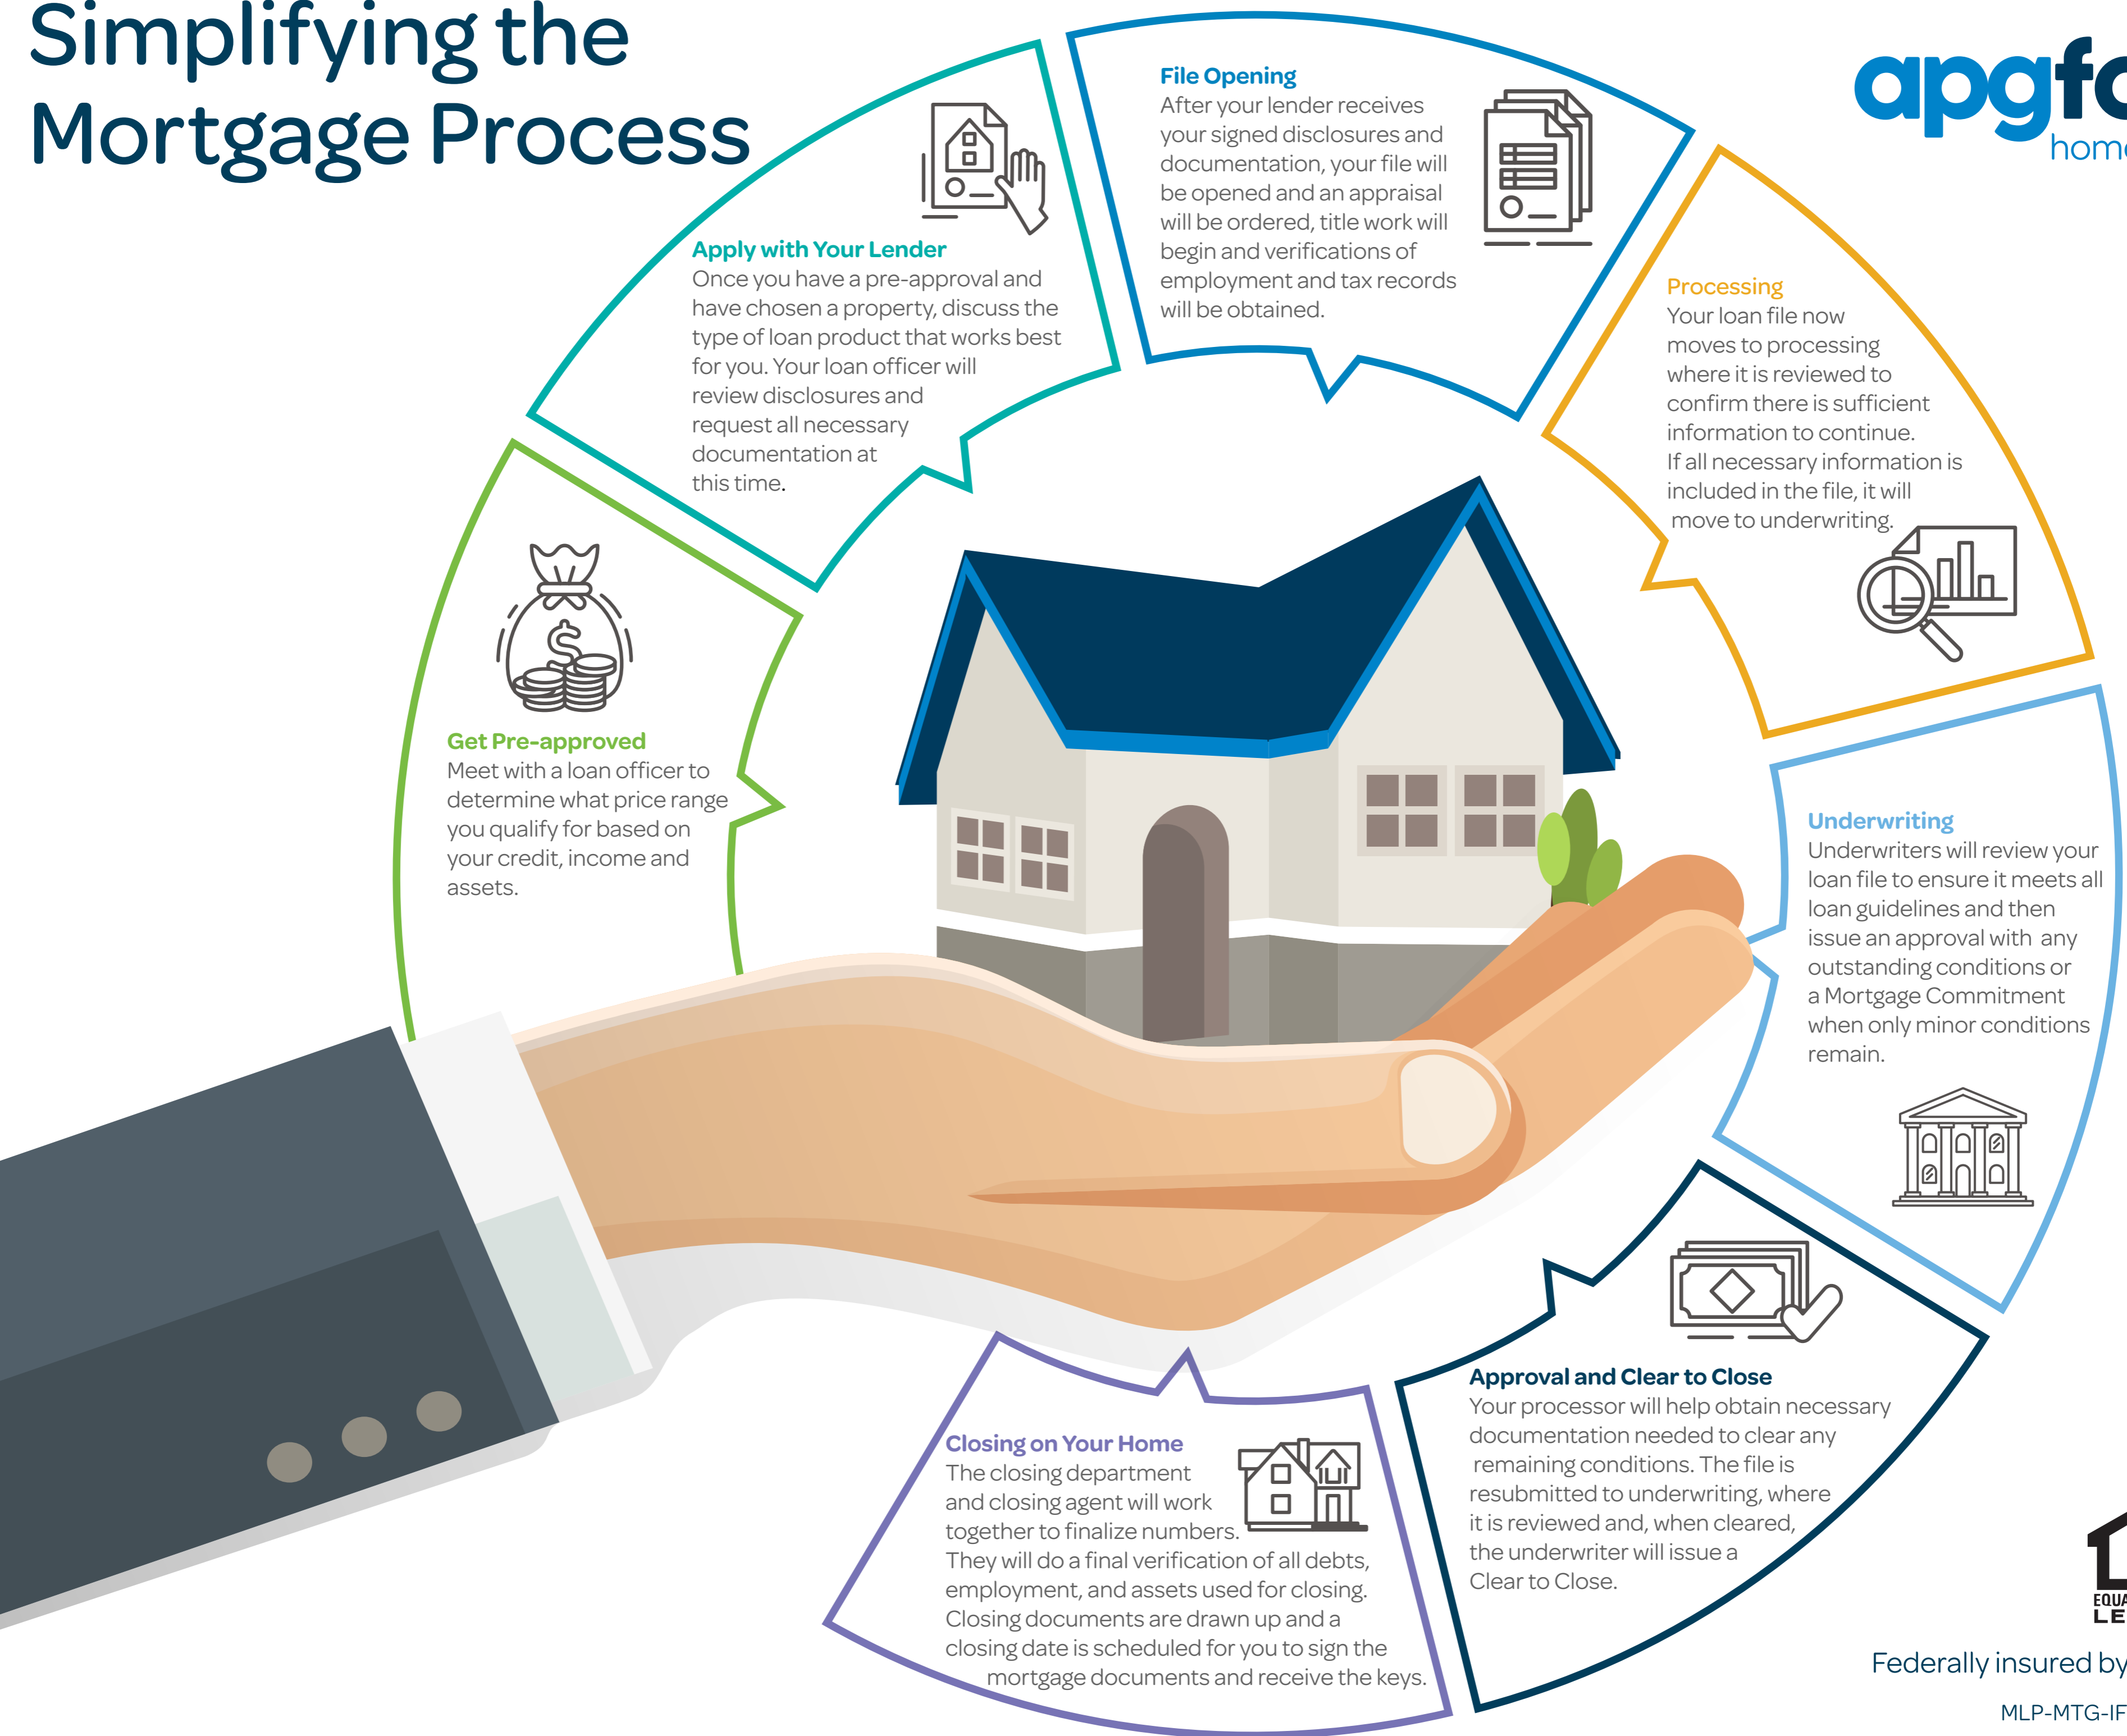 Simplifying the
Mortgage Process
apgfc
home
File Opening
After your lender receives
your signed disclosures and
documentation, your file will
be opened and an appraisal
will be ordered, title work will
begin and verifications of
employment and tax records
will be obtained.
Apply with Your Lender
Once you have a pre-approval and
have chosen a property, discuss the
type of loan product that works best
for you. Your loan officer will
review disclosures and
request all necessary
documentation at
this time.
Processing
Your loan file now
moves to processing
where it is reviewed to
confirm there is sufficient
information to continue.
If all necessary information is
included in the file, it will
move to underwriting.
Get Pre-approved
Meet with a loan officer to
determine what price range
you qualify for based on
your credit, income and
assets.
Underwriting
Underwriters will review your
loan file to ensure it meets all
loan guidelines and then
issue an approval with any
outstanding conditions or
a Mortgage Commitment
when only minor conditions
remain.
Approval and Clear to Close
Your processor will help obtain necessary
documentation needed to clear any
remaining conditions. The file is
resubmitted to underwriting, where
it is reviewed and, when cleared,
the underwriter will issue a
Clear to Close.
Closing on Your Home
The closing department
and closing agent will work
together to finalize numbers.
They will do a final verification of all debts,
employment, and assets used for closing.
Closing documents are drawn up and a
closing date is scheduled for you to sign the
mortgage documents and receive the keys.
$
EQUA
LE
Federally insured by
MLP-MTG-IF